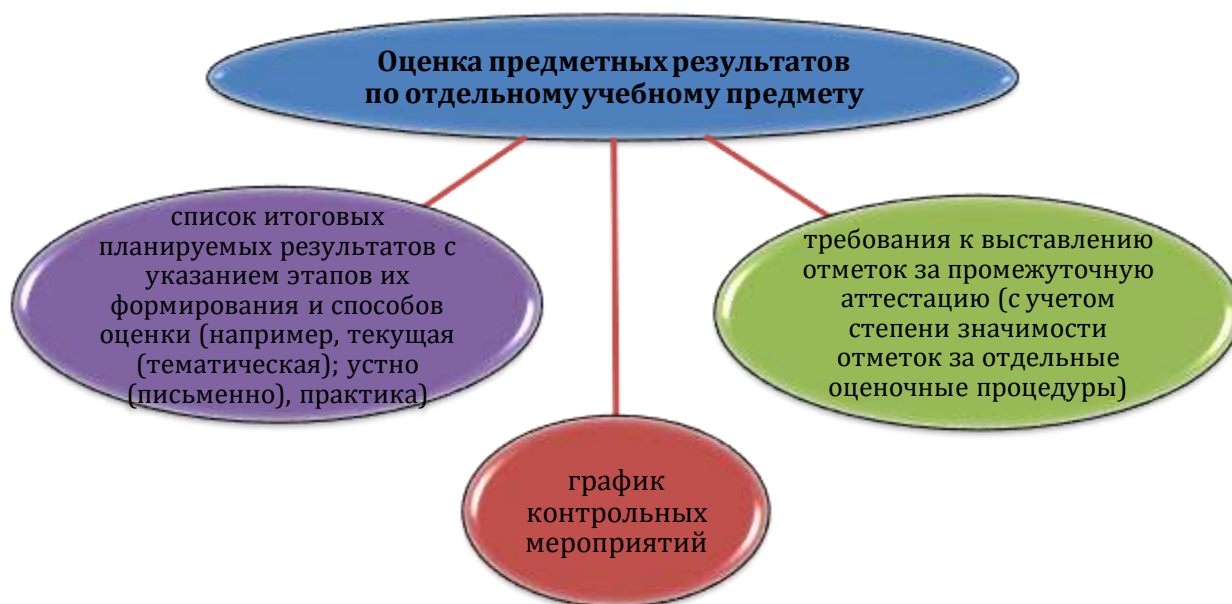 Оценка предметных результатов
по отдельному учебному предмету
список итоговых
планируемых результатов с
указанием этапов их
формирования и способов
оценки (например, текущая
(тематическая); устно
(письменно), практика)
требования к выставлению
отметок за промежуточную
аттестацию (с учетом
степени значимости
отметок за отдельные
оценочные процедуры)
график
контрольных
мероприятий